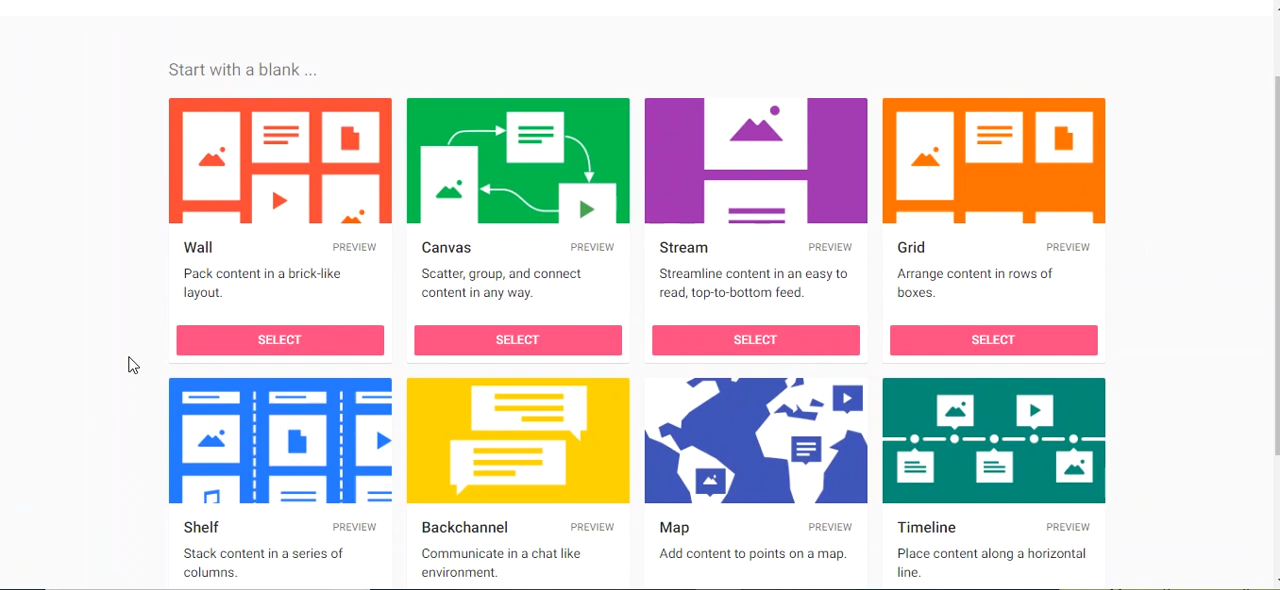 Start with a blank ...
Wall PREVIEW
Pack content in a brick-like
layout.
SELECT
Canvas PREVIEW
Scatter, group, and connect
content in any way.
SELECT
Stream PREVIEW
Streamline content in an easy to
read, top-to-bottom feed.
SELECT
Grid PREVIEW
Arrange content in rows of
boxes.
SELECT
Shelf PREVIEW
Stack content in a series of
columns.
Backchannel PREVIEW
Communicate in a chat like
environment.
Map PREVIEW
Add content to points on a map.
Timeline PREVIEW
Place content along a horizontal
line.